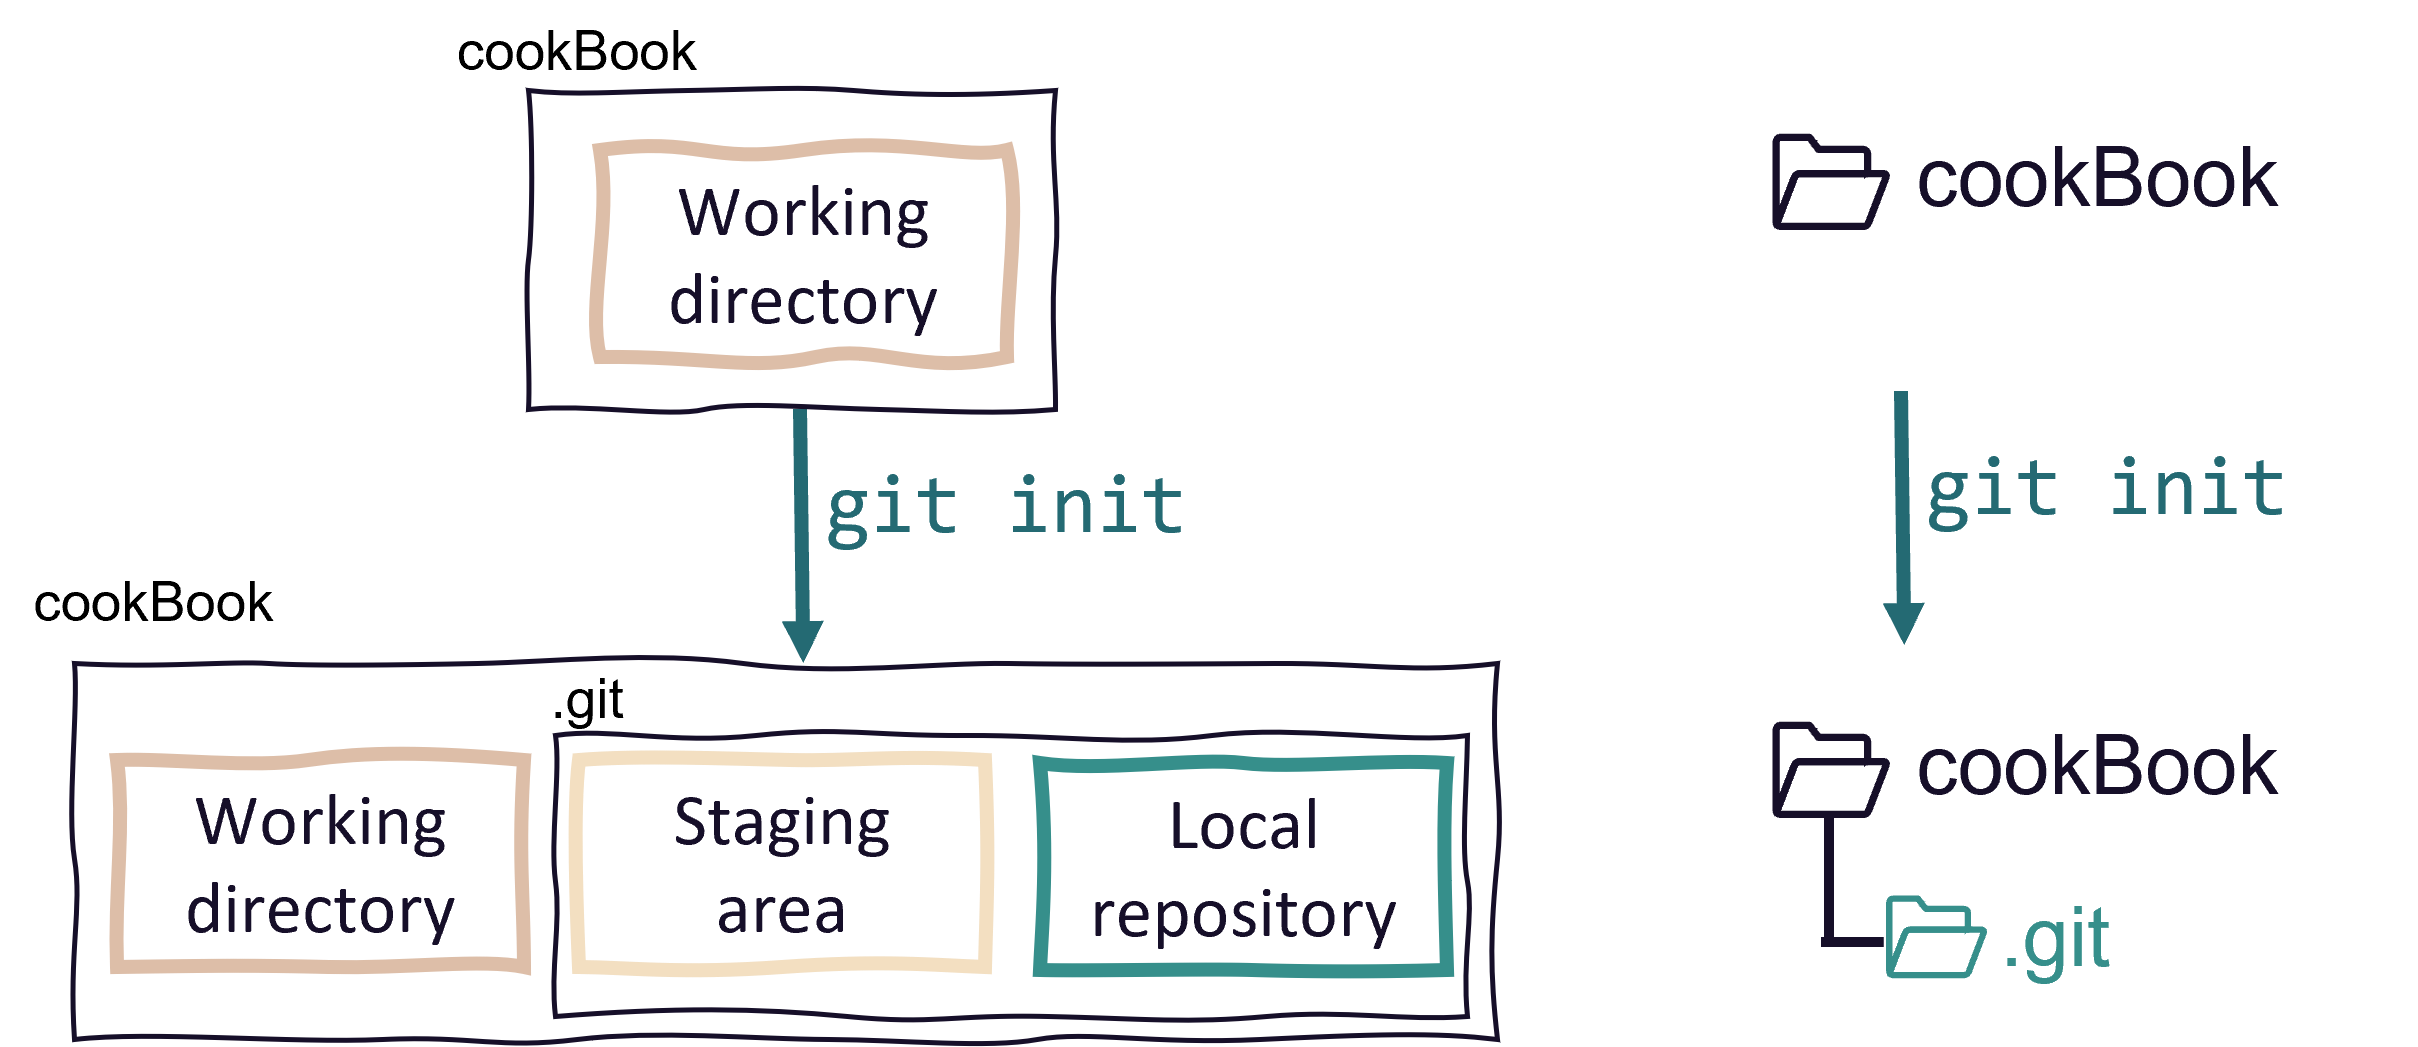 cookBook
Working
directory
git init
cookBook
.git
Working
directory
Staging
area
Local
repository
cookBook
git init
cookBook
.git